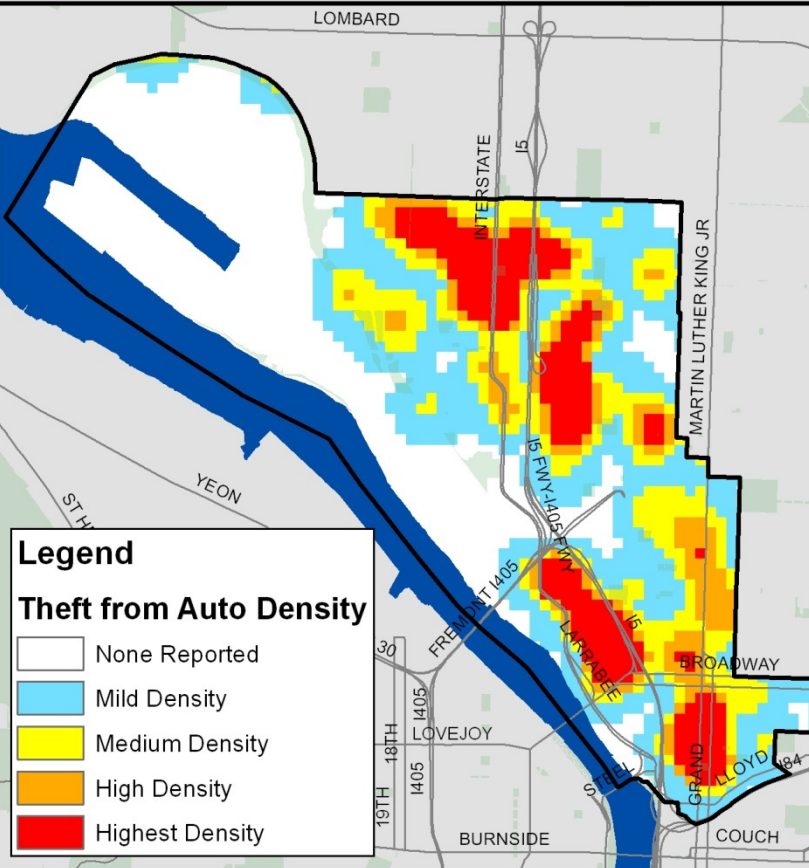 LOMBARD
INTERSTATE
I5
MARTIN LUTHER KING JR
YEON
ST H
I5 FWY-I405 FWY
FREMONT I405
I5
LARRABEE
BROADWAY
30
I405
18TH
LOVEJOY
19TH
I405
STEEL
GRAND
LLOYD
I84
BURNSIDE
COUCH
Legend
Theft from Auto Density
None Reported
Mild Density
Medium Density
High Density
Highest Density